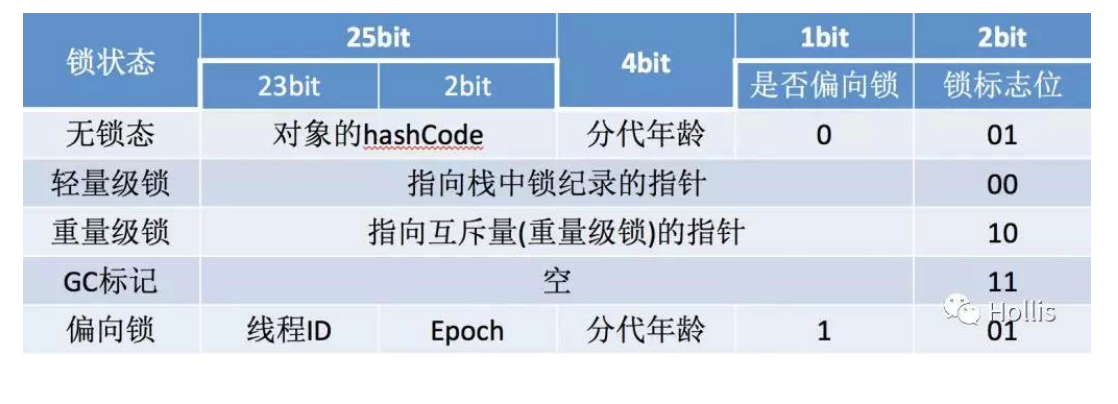 锁状态 25bit 4bit 1bit 2bit
23bit 2bit 是否偏向锁 锁标志位
无锁态 对象的hashCode 分代年龄 0 01
轻量级锁 指向栈中锁纪录的指针 00
重量级锁 指向互斥量(重量级锁)的指针 10
GC标记 空 11
偏向锁 线程ID Epoch 分代年龄 1 01
Hollis